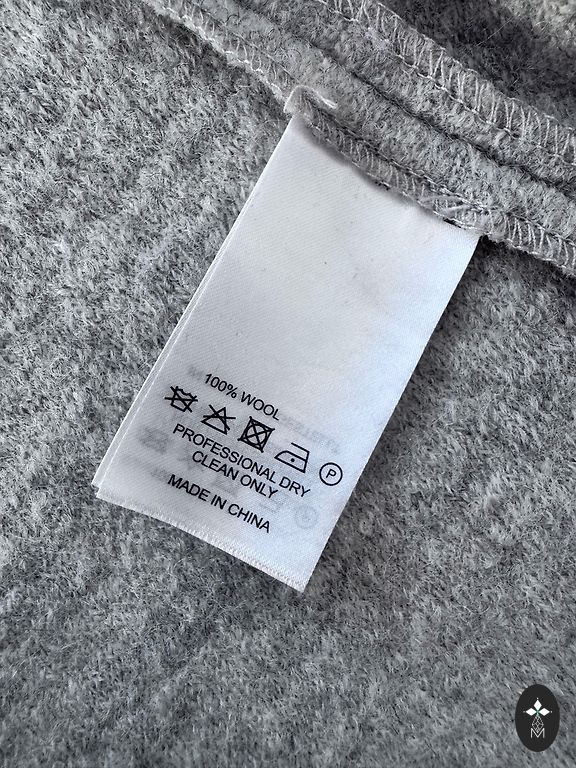 100% WOOL
P
PROFESSIONAL DRY
CLEAN ONLY
MADE IN CHINA
M